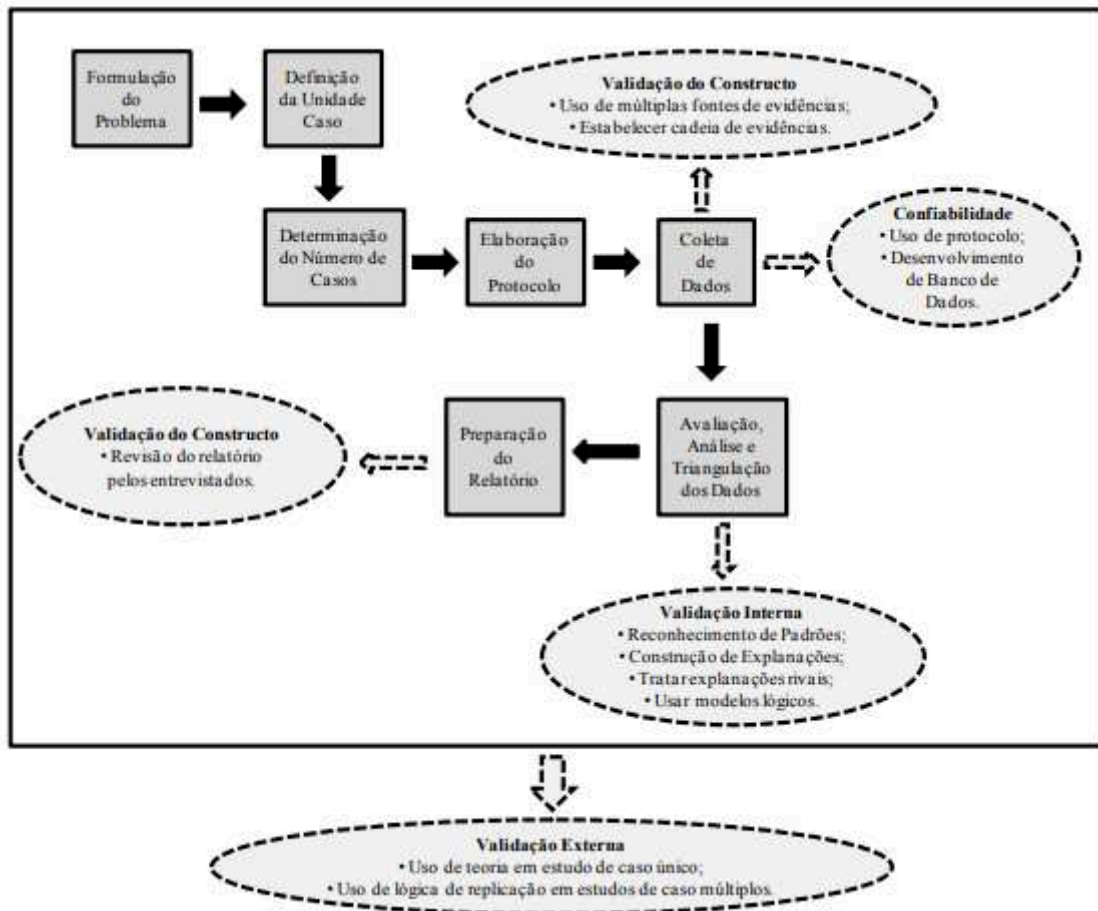 Formulação
do
Problema
Definição
da Unidade
Caso
Validação do Constructo
• Uso de múltiplas fontes de evidências;
• Estabelecer cadeia de evidências.
Determinação
do Número de
Casos
Elaboração
do
Protocolo
Coleta
de
Dados
Confiabilidade
• Uso de protocolo;
• Desenvolvimento
de Banco de
Dados.
Validação do Constructo
• Revisão do relatório
pelos entrevistados.
Preparação
do
Relatório
Avaliação,
Análise e
Triangulação
dos Dados
Validação Interna
• Reconhecimento de Padrões;
• Construção de Explanações;
• Tratar explanações rivais;
• Usar modelos lógicos.
Validação Externa
• Uso de teoria em estudo de caso único;
• Uso de lógica de replicação em estudos de caso múltiplos.